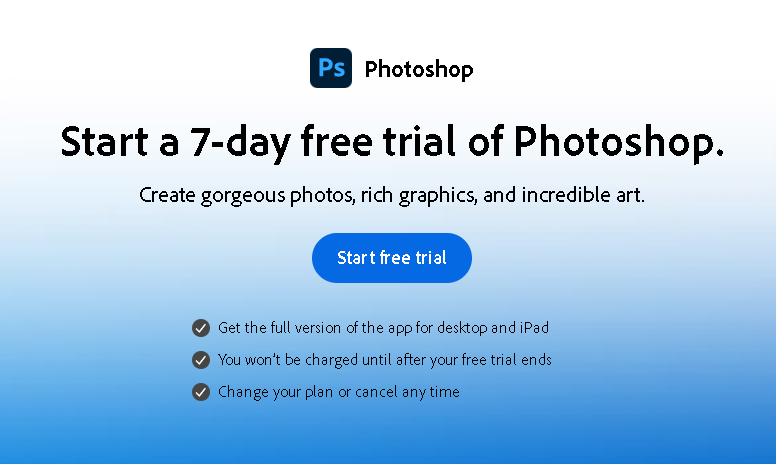 Ps Photoshop
Start a 7-day free trial of Photoshop.
Create gorgeous photos, rich graphics, and incredible art.
Start free trial
Get the full version of the app for desktop and iPad
You won't be charged until after your free trial ends
Change your plan or cancel any time